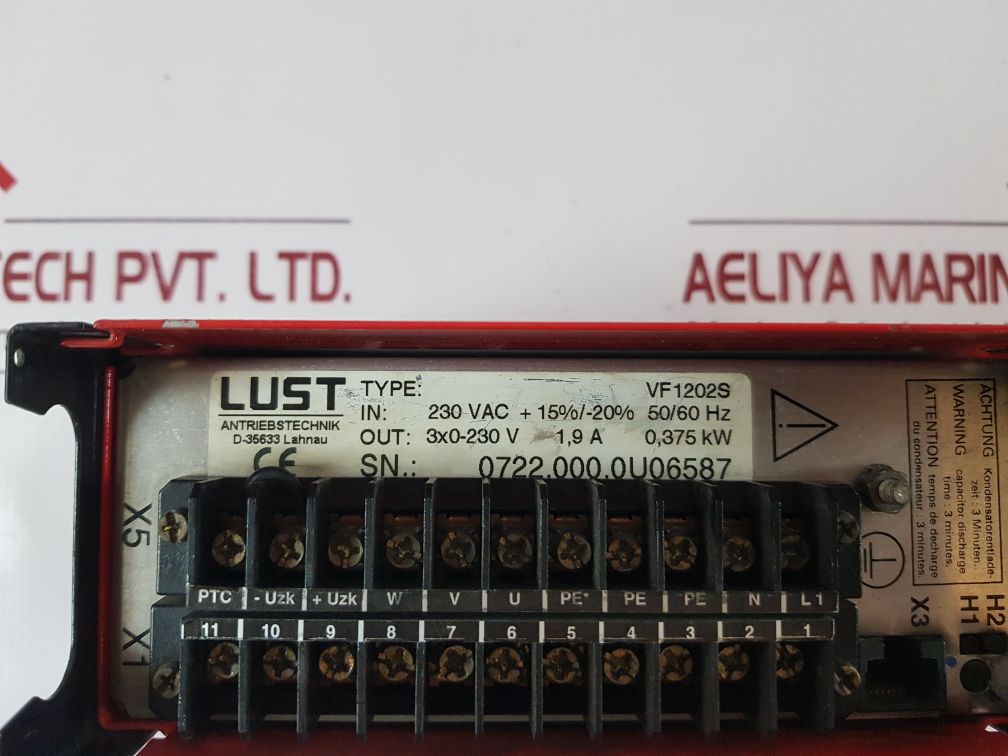 TECH PVT. LTD.
AELIYA MARIN
LUST
ANTRIEBSTECHNIK
D-35633 Lahnau
CE
TYPE: VF1202S
IN: 230 VAC + 15%/-20% 50/60 Hz
OUT: 3x0-230 V 1,9 A 0,375 kW
SN.: 0722.000.0U06587
ACHTUNG Kondensatorentlade-
zeit : 3 Minuten.
WARNING capacitor discharge
time : 3 minutes.
ATTENTION temps de decharge
du condensateur : 3 minutes.
X5
PTC - Uzk + Uzk W V U PE* PE PE N L1
X1
11 10 9 8 7 6 5 4 3 2 1
X3
H1
H2